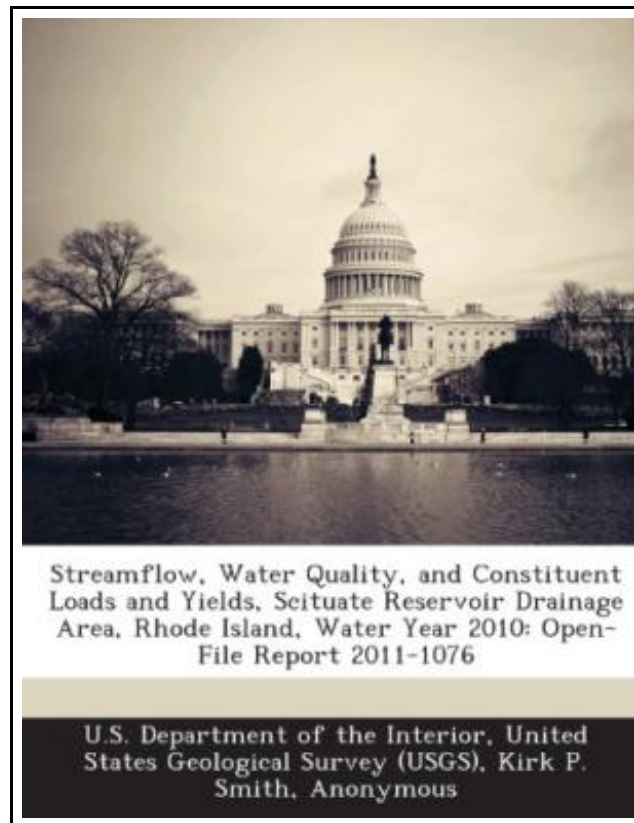 Streamflow, Water Quality, and Constituent
Loads and Yields, Scituate Reservoir Drainage
Area, Rhode Island, Water Year 2010: Open-
File Report 2011-1076
U.S. Department of the Interior, United
States Geological Survey (USGS), Kirk P.
Smith, Anonymous